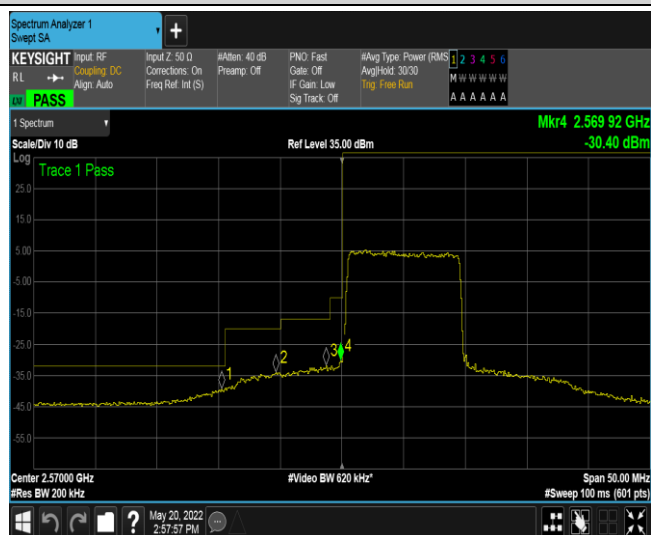 Spectrum Analyzer 1
Swept SA
+
KEYSIGHT
RL
LXI PASS
Input: RF
Coupling: DC
Align: Auto
Input Z: 50 Ω
Corrections: On
Freq Ref: Int (S)
#Atten: 40 dB
Preamp: Off
PNO: Fast
Gate: Off
IF Gain: Low
Sig Track: Off
#Avg Type: Power (RMS
Avg|Hold: 30/30
Trig: Free Run
1 2 3 4 5 6
M W W W W W
A A A A A A
1 Spectrum
Mkr4 2.569 92 GHz
Scale/Div 10 dB
Ref Level 35.00 dBm
-30.40 dBm
Log
Trace 1 Pass
25.0
15.0
5.00
-5.00
-15.0
-25.0
-35.0
-45.0
-55.0
1
2
3
4
Center 2.57000 GHz
#Video BW 620 kHz*
Span 50.00 MHz
#Res BW 200 kHz
#Sweep 100 ms (601 pts)
?
May 20, 2022
2:57:57 PM